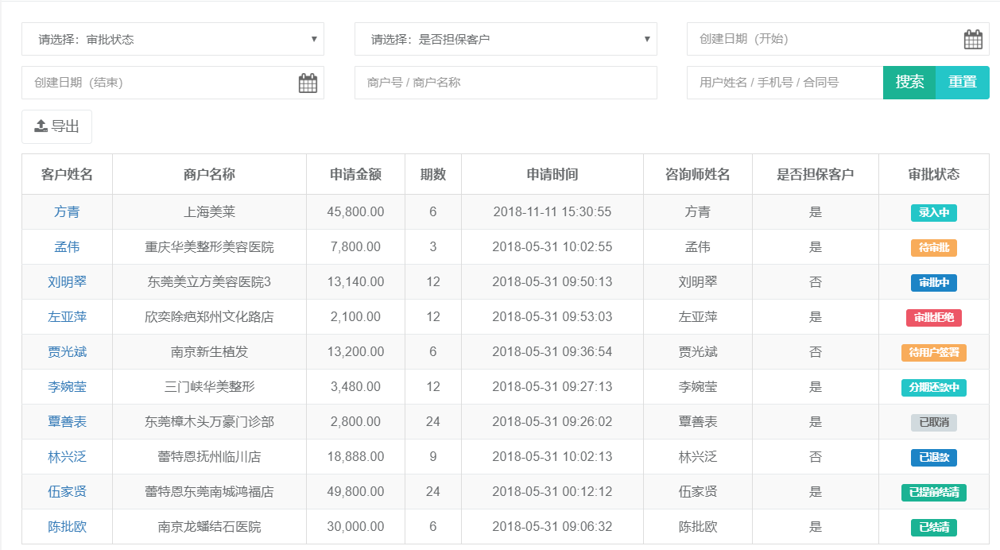 请选择：审批状态 请选择：是否担保客户 创建日期（开始）
创建日期（结束） 商户号 / 商户名称 用户姓名 / 手机号 / 合同号 搜索 重置
导出
客户姓名 商户名称 申请金额 期数 申请时间 咨询师姓名 是否担保客户 审批状态
方青 上海美莱 45,800.00 6 2018-11-11 15:30:55 方青 是 录入中
孟伟 重庆华美整形美容医院 7,800.00 3 2018-05-31 10:02:55 孟伟 是 待审批
刘明翠 东莞美立方美容医院3 13,140.00 12 2018-05-31 09:50:13 刘明翠 否 审批中
左亚萍 欣奕除疤郑州文化路店 2,100.00 12 2018-05-31 09:53:03 左亚萍 是 审批拒绝
贾光斌 南京新生植发 13,200.00 6 2018-05-31 09:36:54 贾光斌 否 待用户签署
李婉莹 三门峡华美整形 3,480.00 12 2018-05-31 09:27:13 李婉莹 是 分期还款中
覃善表 东莞樟木头万豪门诊部 2,800.00 24 2018-05-31 09:26:02 覃善表 是 已取消
林兴泛 蕾特恩抚州临川店 18,888.00 9 2018-05-31 10:02:13 林兴泛 否 已退款
伍家贤 蕾特恩东莞南城鸿福店 49,800.00 24 2018-05-31 00:12:12 伍家贤 是 已提前结清
陈批欧 南京龙蟠结石医院 30,000.00 6 2018-05-31 09:06:32 陈批欧 是 已结清